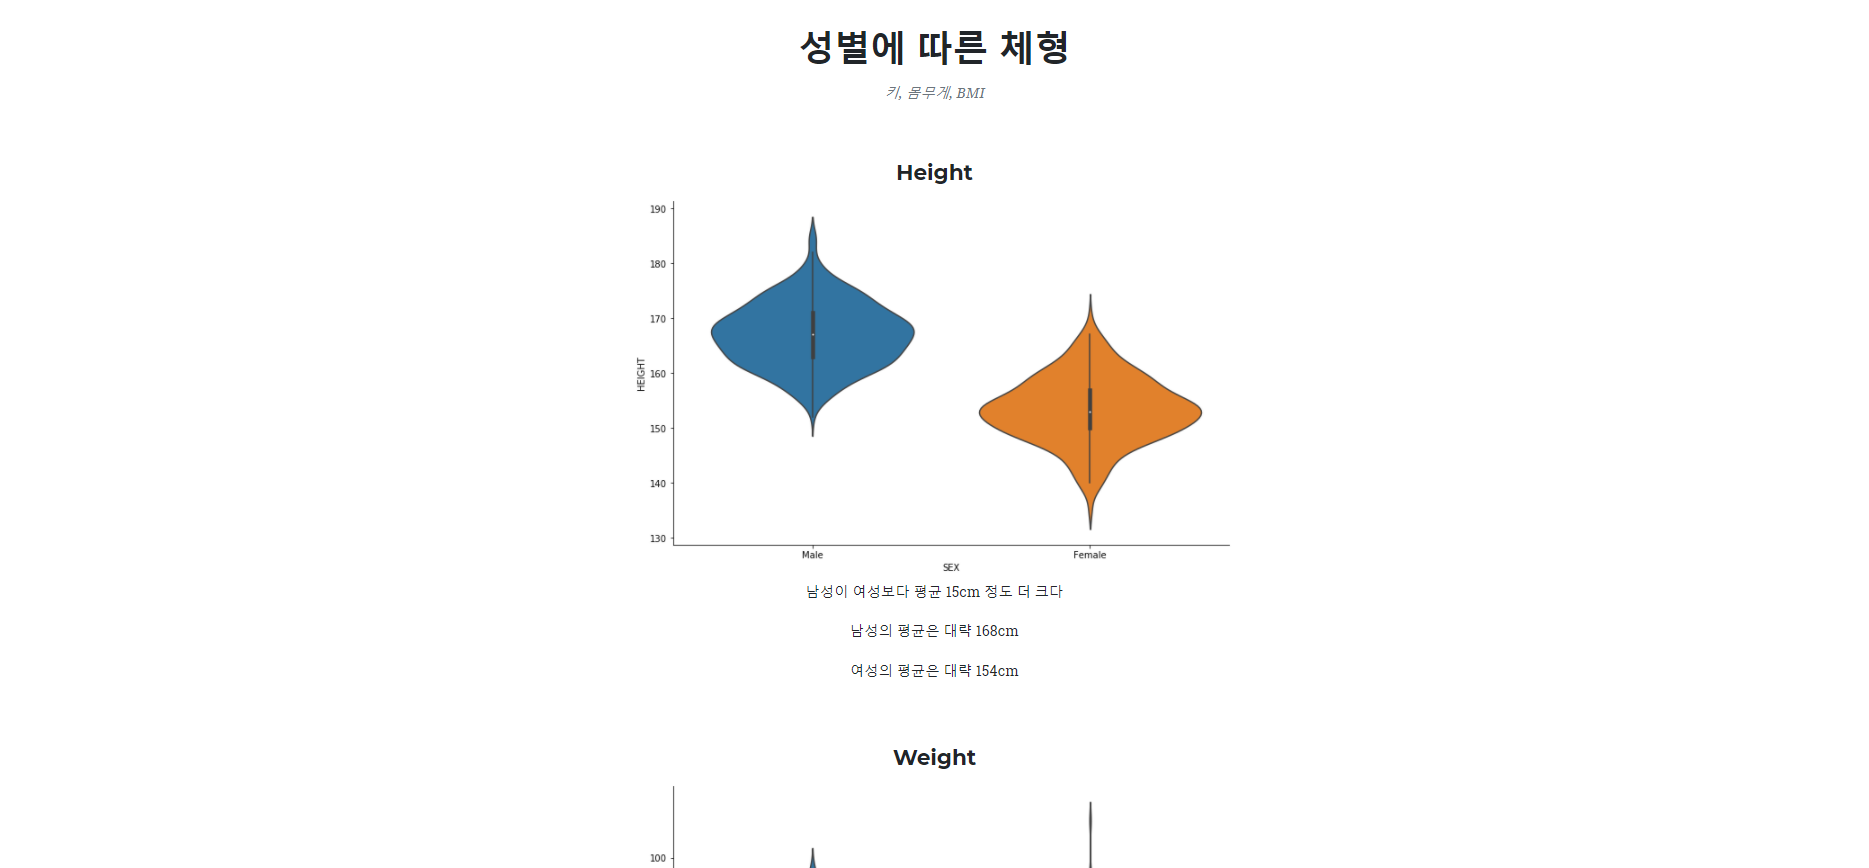 성별에 따른 체형
키, 몸무게, BMI
Height
190
180
170
160
150
140
130
HEIGHT
Male
Female
SEX
남성이 여성보다 평균 15cm 정도 더 크다
남성의 평균은 대략 168cm
여성의 평균은 대략 154cm
Weight
100